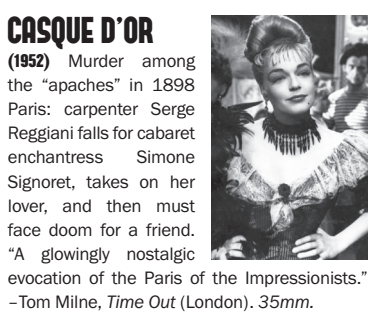 CASQUE D'OR
(1952) Murder among
the “apaches” in 1898
Paris: carpenter Serge
Reggiani falls for cabaret
enchantress Simone
Signoret, takes on her
lover, and then must
face doom for a friend.
“A glowingly nostalgic
evocation of the Paris of the Impressionists.”
–Tom Milne, Time Out (London). 35mm.